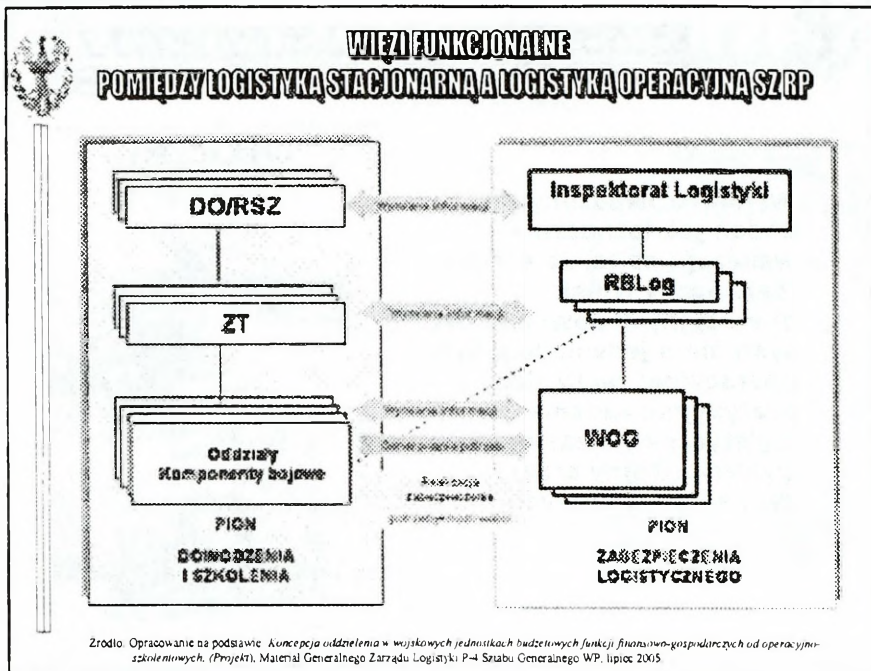 WIĘZI FUNKCJONALNE
POMIĘDZY LOGISTYKĄ STACJONARNĄ A LOGISTYKĄ OPERACYJNĄ SZ RP
DO/RSZ
Inspektorat Logistyki
RBLog
ZT
WOG
Oddziały
Komponenty bojowe
PION
DOWODZENIA
I SZKOLENIA
PION
ZABEZPIECZENIA
LOGISTYCZNEGO
Źródło: Opracowanie na podstawie: Koncepcja oddzielenia w wojskowych jednostkach budżetowych funkcji finansowo-gospodarczych od operacyjno-
szkoleniowych. (Projekt), Materiał Generalnego Zarządu Logistyki P-4 Sztabu Generalnego WP, lipiec 2005.